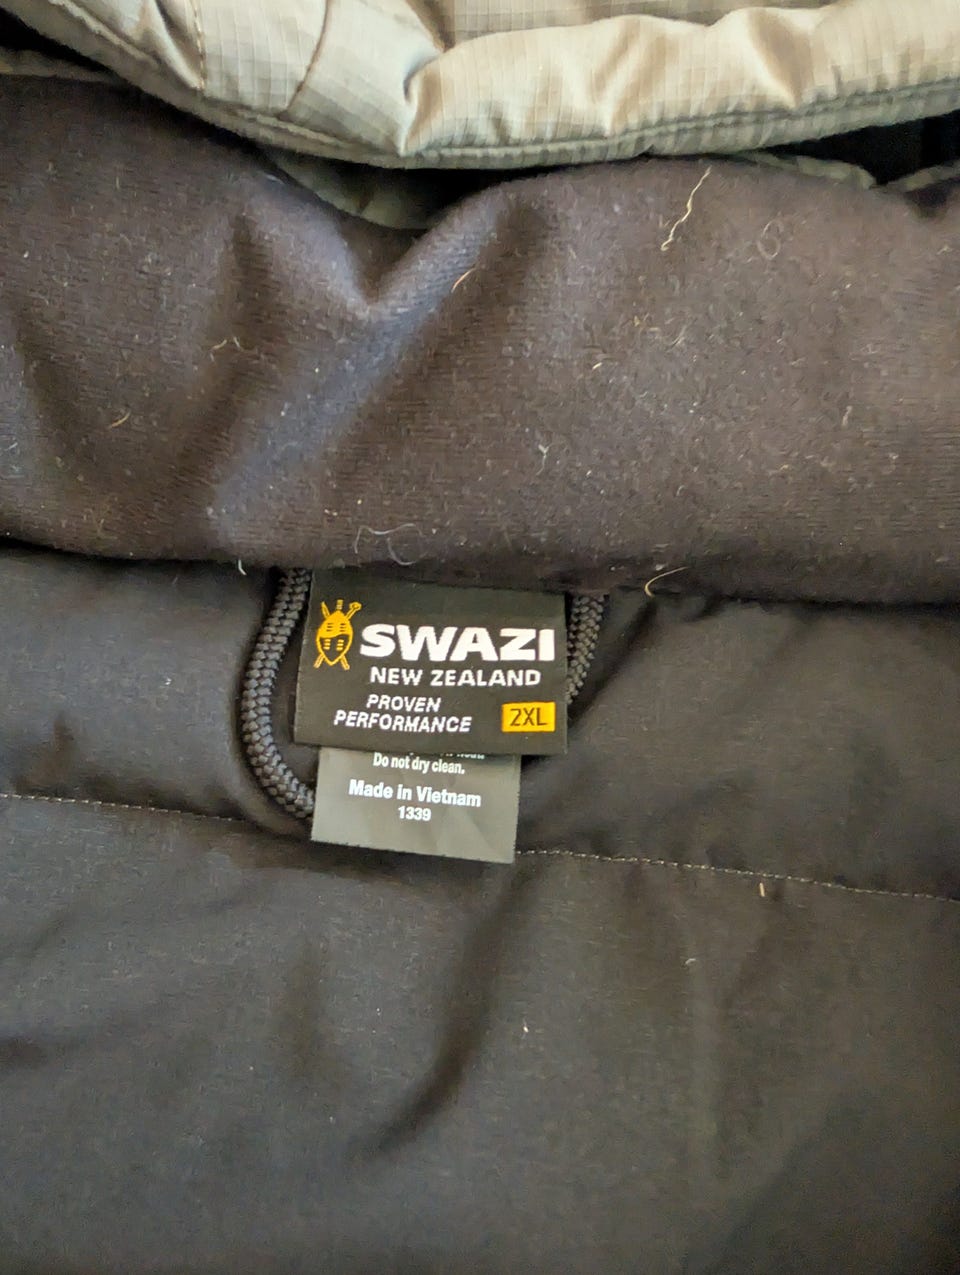 SWAZI
NEW ZEALAND
PROVEN
PERFORMANCE
2XL
Do not dry clean.
Made in Vietnam
1339